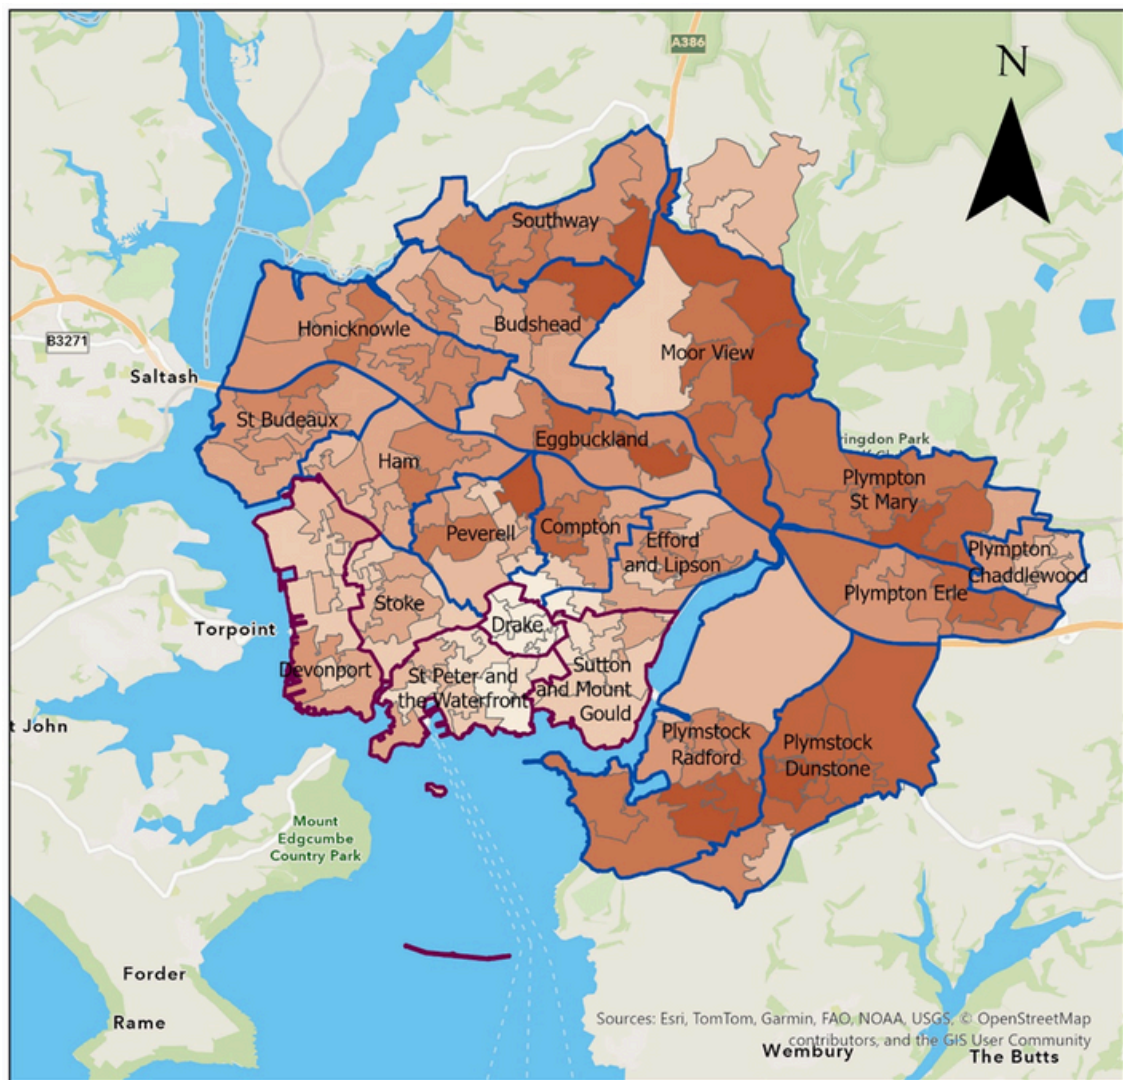 A386
N
Southway
Honicknowle
Budshead
B3271
Moor View
Saltash
St Budeaux
Eggbuckland
ringdon Park
Ham
Plympton
St Mary
Peverell
Compton
Efford
and Lipson
Plympton
Chaddlewood
Plympton Erle
Stoke
Torpoint
Drake
Devonport
St Peter and
the Waterfront
Sutton
and Mount
Gould
t John
Plymstock
Radford
Plymstock
Dunstone
Mount
Edgcumbe
Country Park
Forder
Rame
Sources: Esri, TomTom, Garmin, FAO, NOAA, USGS, © OpenStreetMap
contributors, and the GIS User Community
Wembury
The Butts